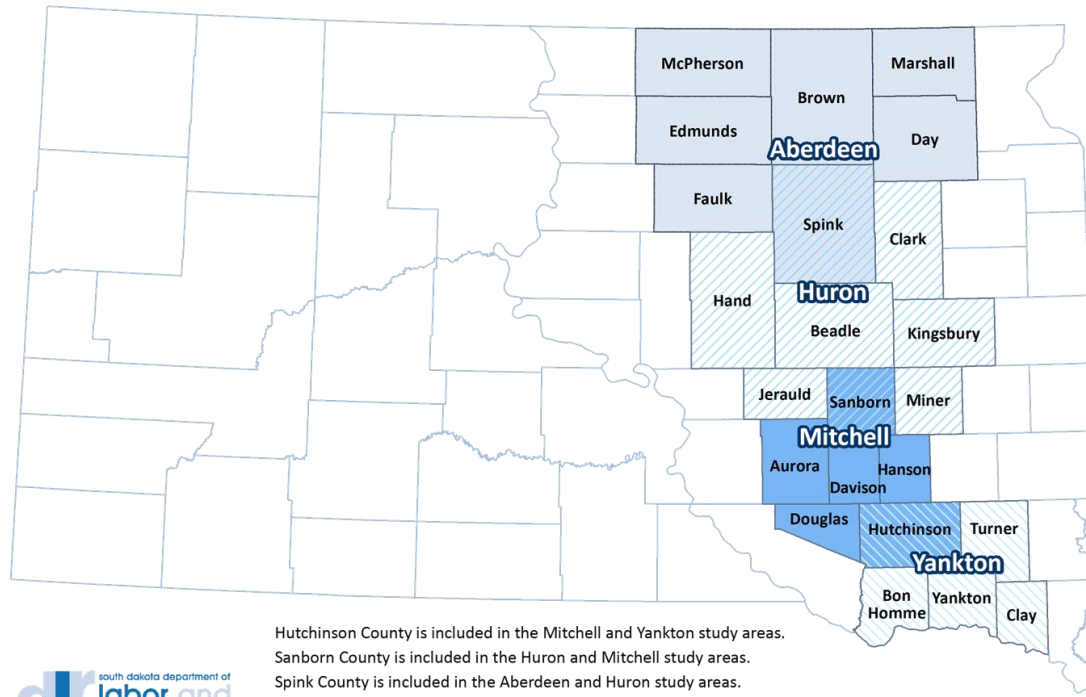 McPherson
Brown
Marshall
Edmunds
Day
Aberdeen
Faulk
Spink
Clark
Hand
Huron
Beadle
Kingsbury
Jerauld
Sanborn
Miner
Mitchell
Aurora
Davison
Hanson
Douglas
Hutchinson
Turner
Yankton
Bon
Homme
Yankton
Clay
Hutchinson County is included in the Mitchell and Yankton study areas.
Sanborn County is included in the Huron and Mitchell study areas.
Spink County is included in the Aberdeen and Huron study areas.
south dakota department of
dlr labor and